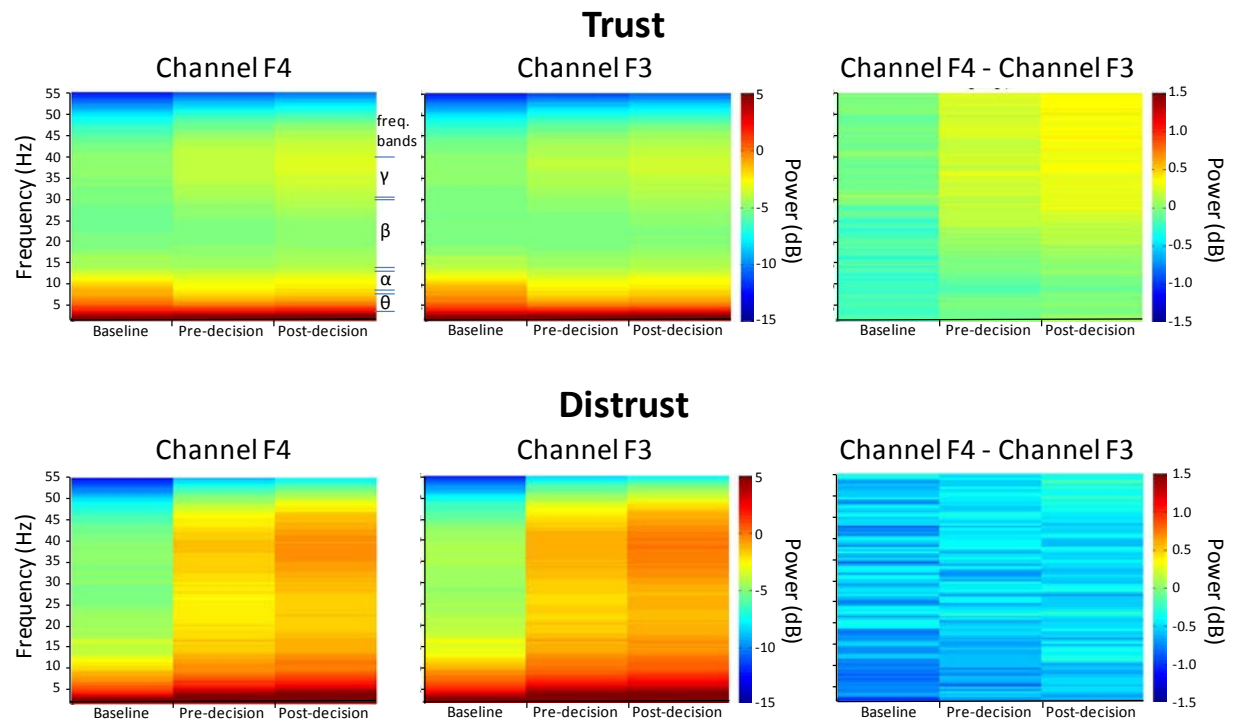 Trust
Channel F4
Channel F3
Channel F4 - Channel F3
Frequency (Hz)
55
50
45
40
35
30
25
20
15
10
5
freq.
bands
γ
β
α
θ
Baseline Pre-decision Post-decision
Baseline Pre-decision Post-decision
5
0
-5
-10
-15
Power (dB)
Baseline Pre-decision Post-decision
1.5
1.0
0.5
0
-0.5
-1.0
-1.5
Power (dB)
Distrust
Channel F4
Channel F3
Channel F4 - Channel F3
Frequency (Hz)
55
50
45
40
35
30
25
20
15
10
5
Baseline Pre-decision Post-decision
Baseline Pre-decision Post-decision
5
0
-5
-10
-15
Power (dB)
Baseline Pre-decision Post-decision
1.5
1.0
0.5
0
-0.5
-1.0
-1.5
Power (dB)